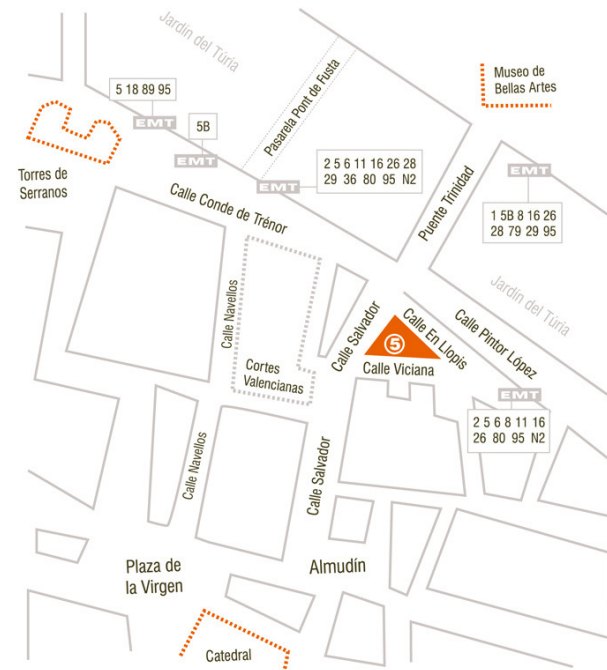 Jardín del Túria
Museo de
Bellas Artes
5 18 89 95
EMT
Pasarela Pont de Fusta
5B
EMT
2 5 6 11 16 26 28
29 36 80 95 N2
EMT
Torres de
Serranos
Calle Conde de Trénor
Puente Trinidad
EMT
1 5B 8 16 26
28 79 29 95
Jardín del Túria
Calle Navellos
Calle Salvador
5
Calle En Llopis
Calle Pintor López
Calle Viciana
Cortes
Valencianas
EMT
2 5 6 8 11 16
26 80 95 N2
Calle Navellos
Calle Salvador
Plaza de
la Virgen
Almudín
Catedral